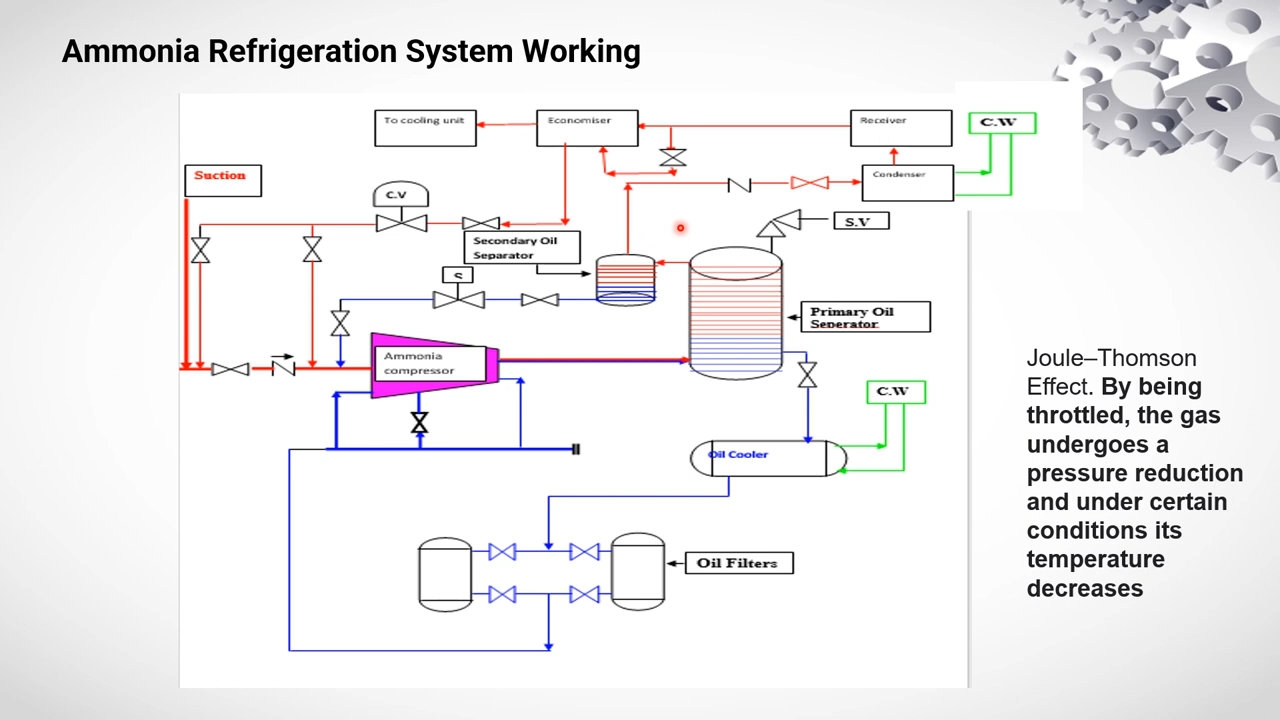 Ammonia Refrigeration System Working
To cooling unit
Economiser
Receiver
C.W
Suction
Condenser
C.V
S.V
Secondary Oil
Separator
S
Primary Oil
Seperator
Ammonia
compressor
C.W
Oil Cooler
Oil Filters
Joule–Thomson
Effect. By being
throttled, the gas
undergoes a
pressure reduction
and under certain
conditions its
temperature
decreases